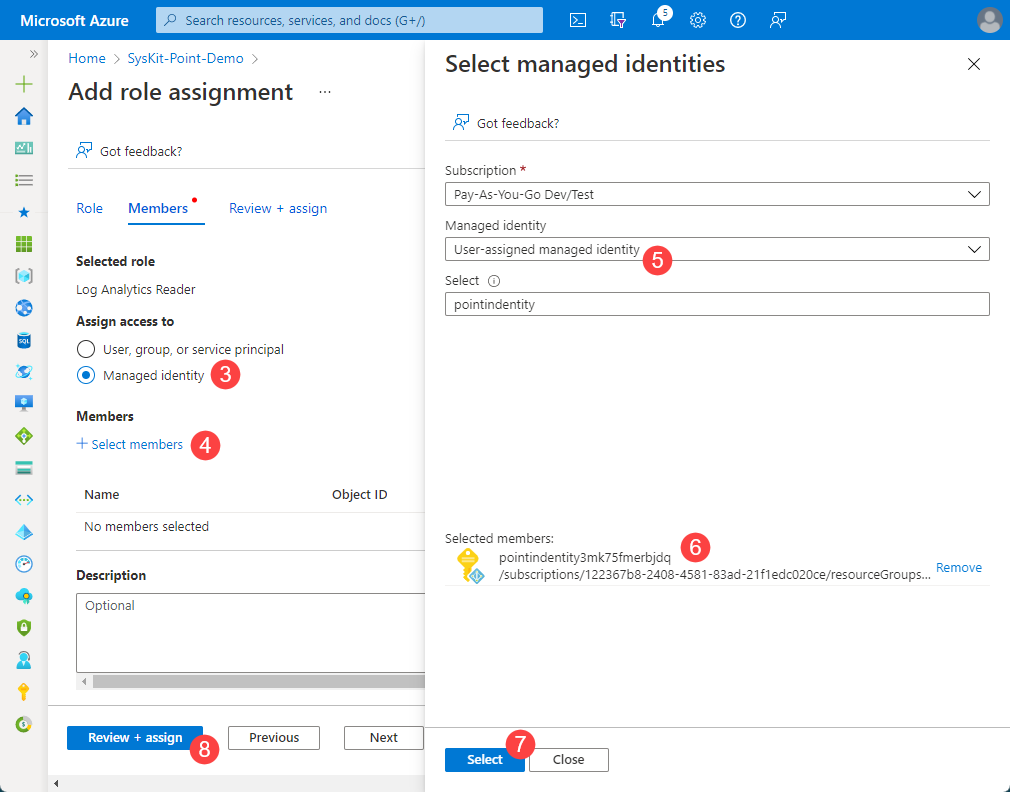 Microsoft Azure
Search resources, services, and docs (G+/)
5
Home > SysKit-Point-Demo >
Add role assignment ...
Got feedback?
Role Members Review + assign
Selected role
Log Analytics Reader
Assign access to
User, group, or service principal
Managed identity 3
Members
+ Select members 4
Name Object ID
No members selected
Description
Optional
Review + assign 8 Previous Next
Select managed identities
Got feedback?
Subscription *
Pay-As-You-Go Dev/Test
Managed identity
User-assigned managed identity 5
Select
pointindentity
Selected members: 6
pointindentity3mk75fmerbjdq
/subscriptions/122367b8-2408-4581-83ad-21f1edc020ce/resourceGroups...
Remove
Select 7 Close
SQL